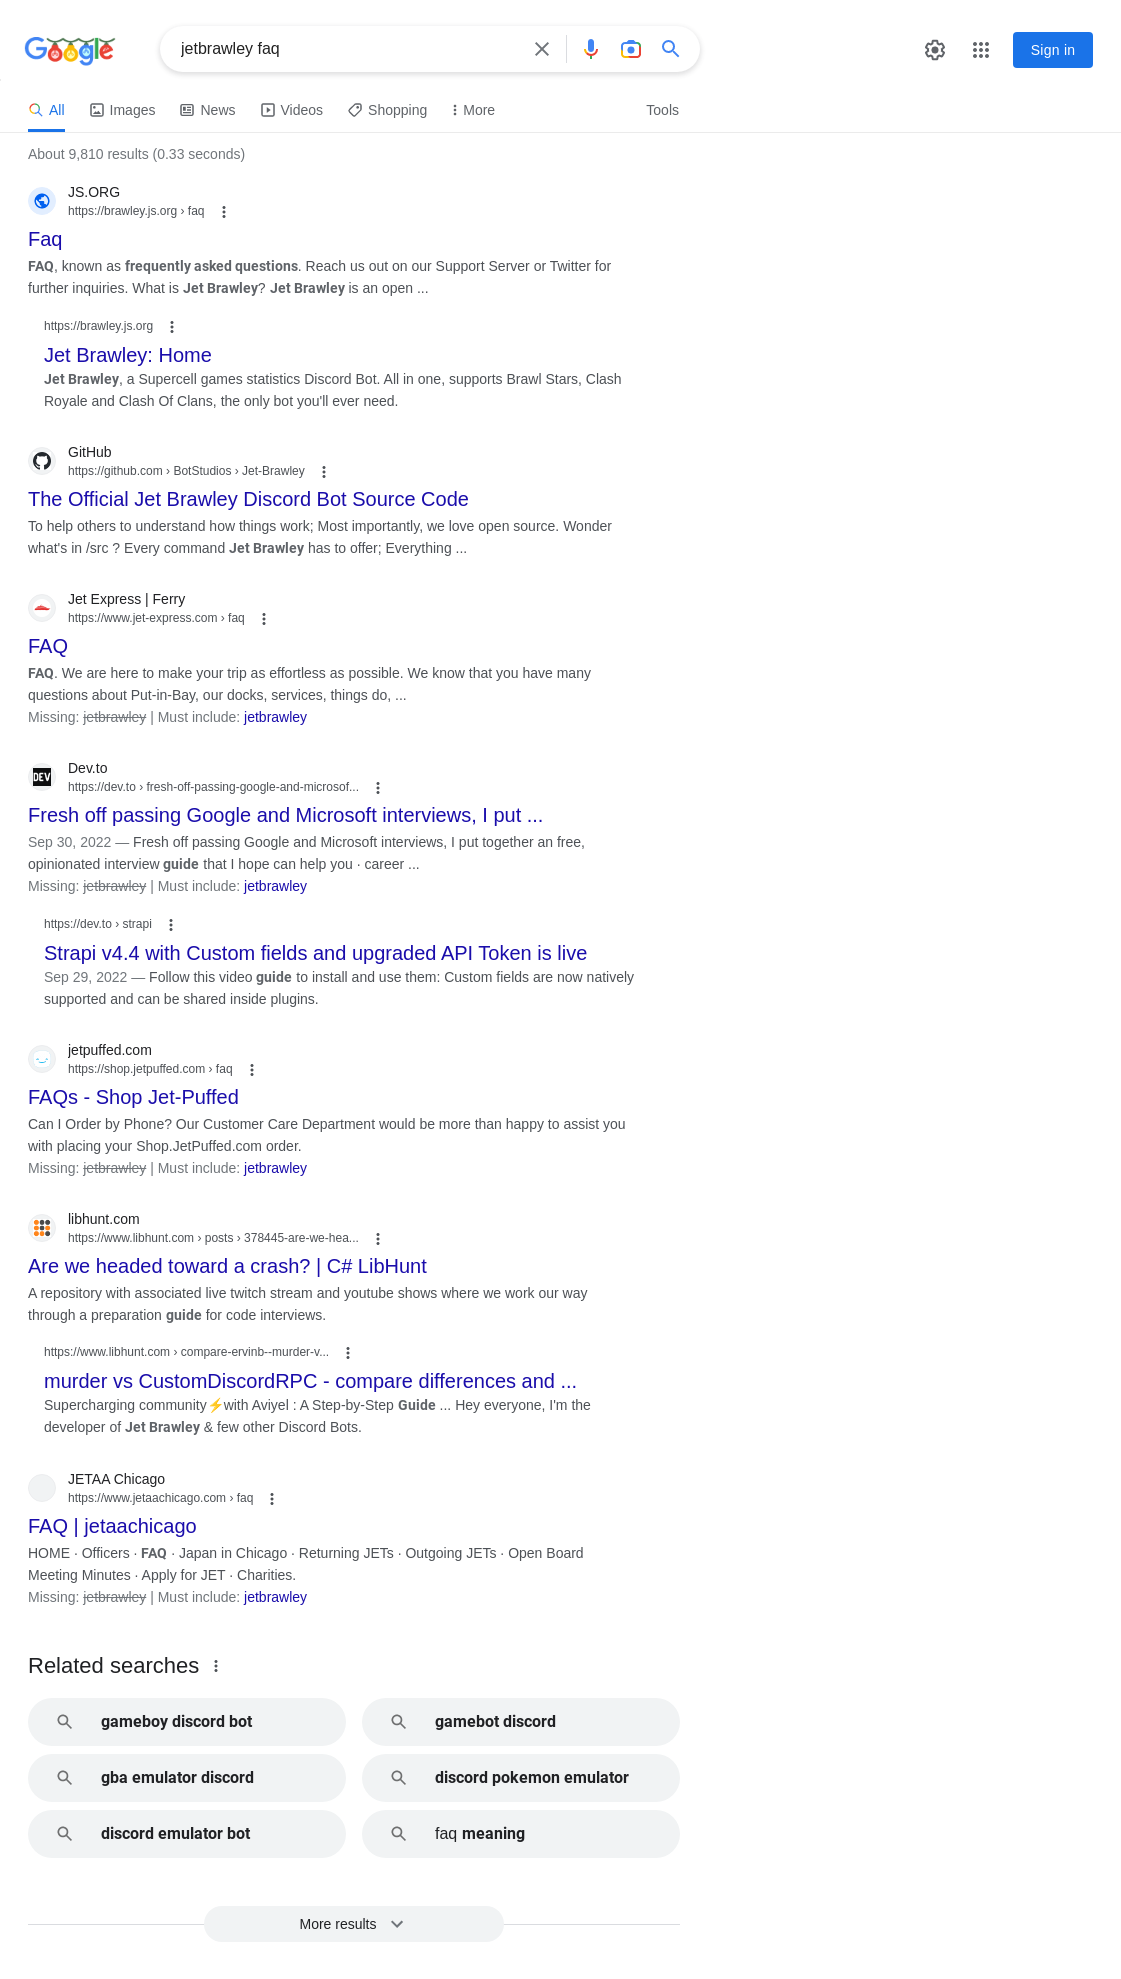 Google
jetbrawley faq
Sign in
All Images News Videos Shopping More Tools
About 9,810 results (0.33 seconds)
JS.ORG
https://brawley.js.org › faq
Faq
FAQ, known as frequently asked questions. Reach us out on our Support Server or Twitter for
further inquiries. What is Jet Brawley? Jet Brawley is an open ...
https://brawley.js.org
Jet Brawley: Home
Jet Brawley, a Supercell games statistics Discord Bot. All in one, supports Brawl Stars, Clash
Royale and Clash Of Clans, the only bot you'll ever need.
GitHub
https://github.com › BotStudios › Jet-Brawley
The Official Jet Brawley Discord Bot Source Code
To help others to understand how things work; Most importantly, we love open source. Wonder
what's in /src ? Every command Jet Brawley has to offer; Everything ...
Jet Express | Ferry
https://www.jet-express.com › faq
FAQ
FAQ. We are here to make your trip as effortless as possible. We know that you have many
questions about Put-in-Bay, our docks, services, things do, ...
Missing: jetbrawley | Must include: jetbrawley
DEV
Dev.to
https://dev.to › fresh-off-passing-google-and-microsof...
Fresh off passing Google and Microsoft interviews, I put ...
Sep 30, 2022 — Fresh off passing Google and Microsoft interviews, I put together an free,
opinionated interview guide that I hope can help you · career ...
Missing: jetbrawley | Must include: jetbrawley
https://dev.to › strapi
Strapi v4.4 with Custom fields and upgraded API Token is live
Sep 29, 2022 — Follow this video guide to install and use them: Custom fields are now natively
supported and can be shared inside plugins.
jetpuffed.com
https://shop.jetpuffed.com › faq
FAQs - Shop Jet-Puffed
Can I Order by Phone? Our Customer Care Department would be more than happy to assist you
with placing your Shop.JetPuffed.com order.
Missing: jetbrawley | Must include: jetbrawley
libhunt.com
https://www.libhunt.com › posts › 378445-are-we-hea...
Are we headed toward a crash? | C# LibHunt
A repository with associated live twitch stream and youtube shows where we work our way
through a preparation guide for code interviews.
https://www.libhunt.com › compare-ervinb--murder-v...
murder vs CustomDiscordRPC - compare differences and ...
Supercharging community⚡with Aviyel : A Step-by-Step Guide ... Hey everyone, I'm the
developer of Jet Brawley & few other Discord Bots.
JETAA Chicago
https://www.jetaachicago.com › faq
FAQ | jetaachicago
HOME · Officers · FAQ · Japan in Chicago · Returning JETs · Outgoing JETs · Open Board
Meeting Minutes · Apply for JET · Charities.
Missing: jetbrawley | Must include: jetbrawley
Related searches
gameboy discord bot
gamebot discord
gba emulator discord
discord pokemon emulator
discord emulator bot
faq meaning
More results